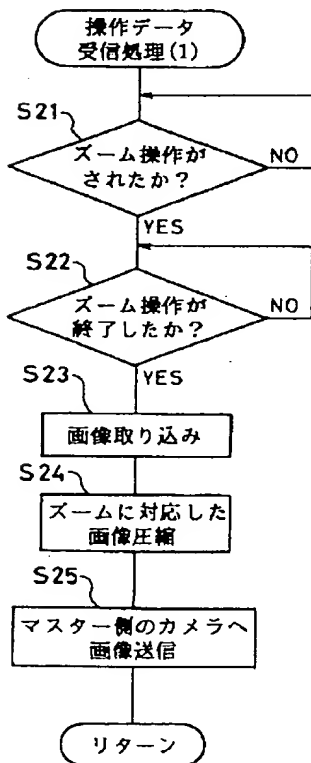 操作データ
受信処理(1)
S21
ズーム操作が
されたか?
NO
YES
S22
ズーム操作が
終了したか?
NO
YES
S23
画像取り込み
S24
ズームに対応した
画像圧縮
S25
マスター側のカメラへ
画像送信
リターン